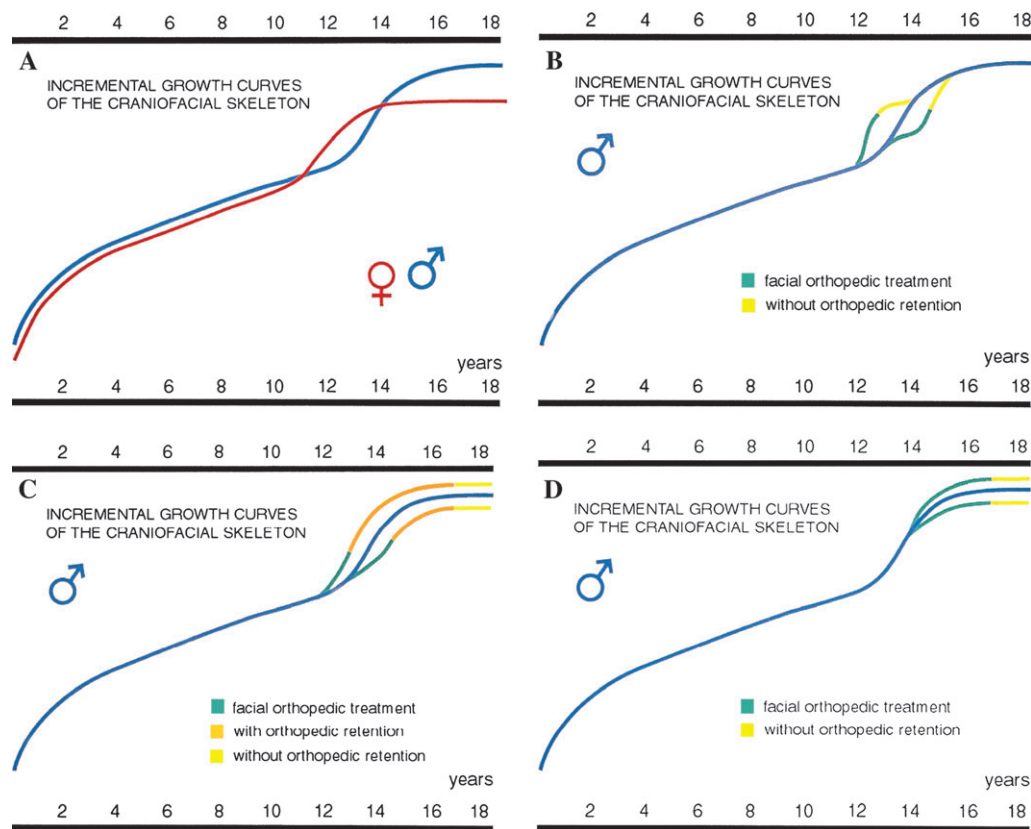 2 4 6 8 10 12 14 16 18
A
INCREMENTAL GROWTH CURVES
OF THE CRANIOFACIAL SKELETON
♀ ♂
years
2 4 6 8 10 12 14 16 18
2 4 6 8 10 12 14 16 18
B
INCREMENTAL GROWTH CURVES
OF THE CRANIOFACIAL SKELETON
♂
facial orthopedic treatment
without orthopedic retention
years
2 4 6 8 10 12 14 16 18
2 4 6 8 10 12 14 16 18
C
INCREMENTAL GROWTH CURVES
OF THE CRANIOFACIAL SKELETON
♂
facial orthopedic treatment
with orthopedic retention
without orthopedic retention
years
2 4 6 8 10 12 14 16 18
2 4 6 8 10 12 14 16 18
D
INCREMENTAL GROWTH CURVES
OF THE CRANIOFACIAL SKELETON
♂
facial orthopedic treatment
without orthopedic retention
years
2 4 6 8 10 12 14 16 18